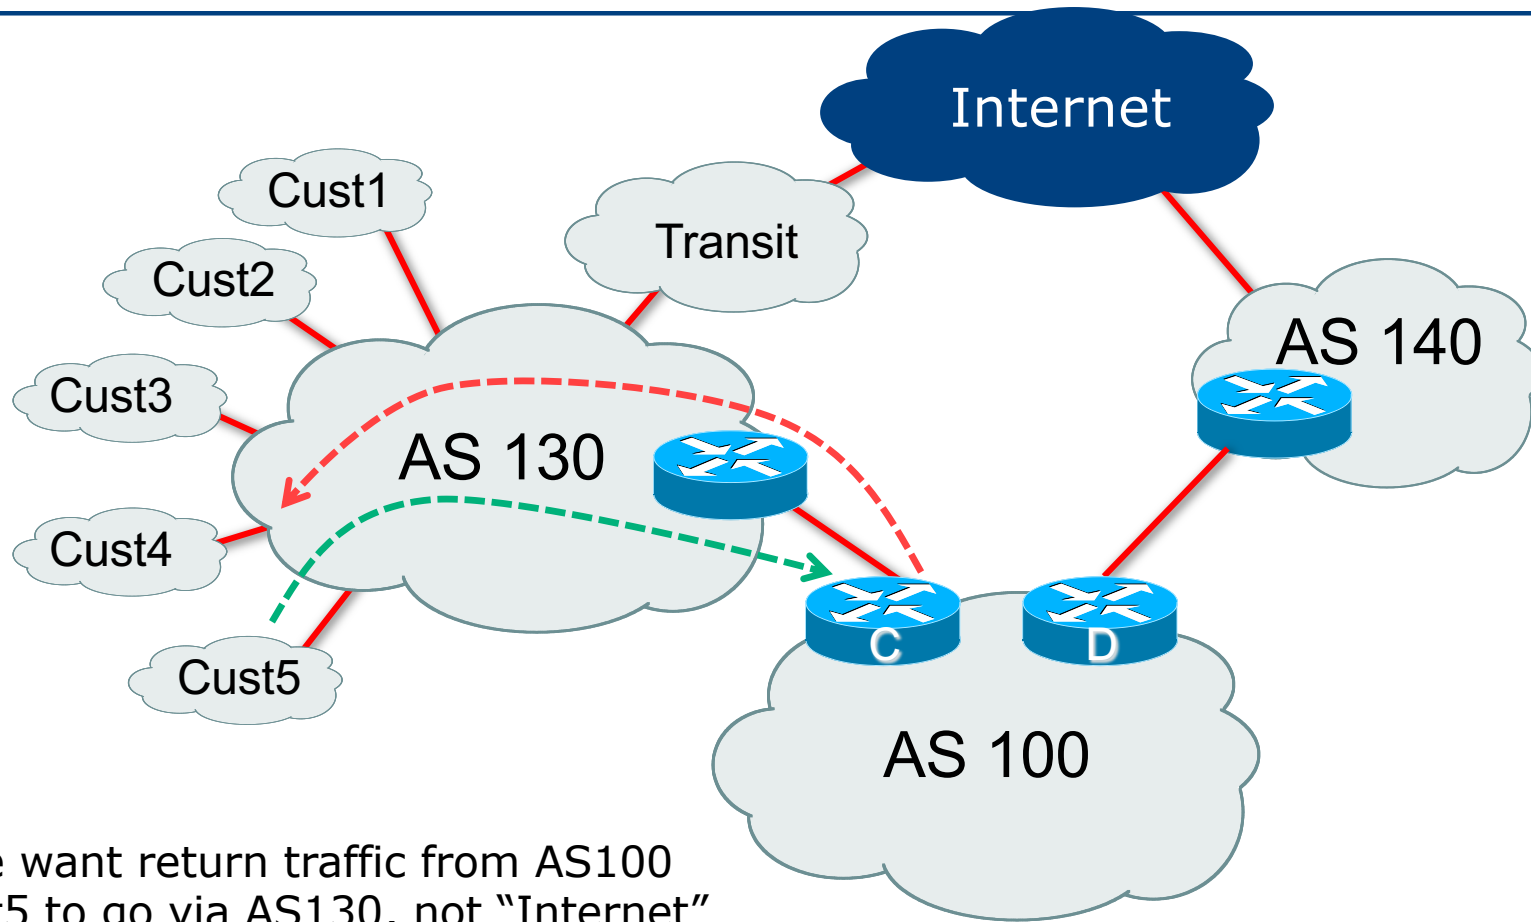 Internet
Cust1
Transit
Cust2
AS 140
Cust3
AS 130
Cust4
C
D
Cust5
AS 100
want return traffic from AS100
to go via AS130, not “Internet”